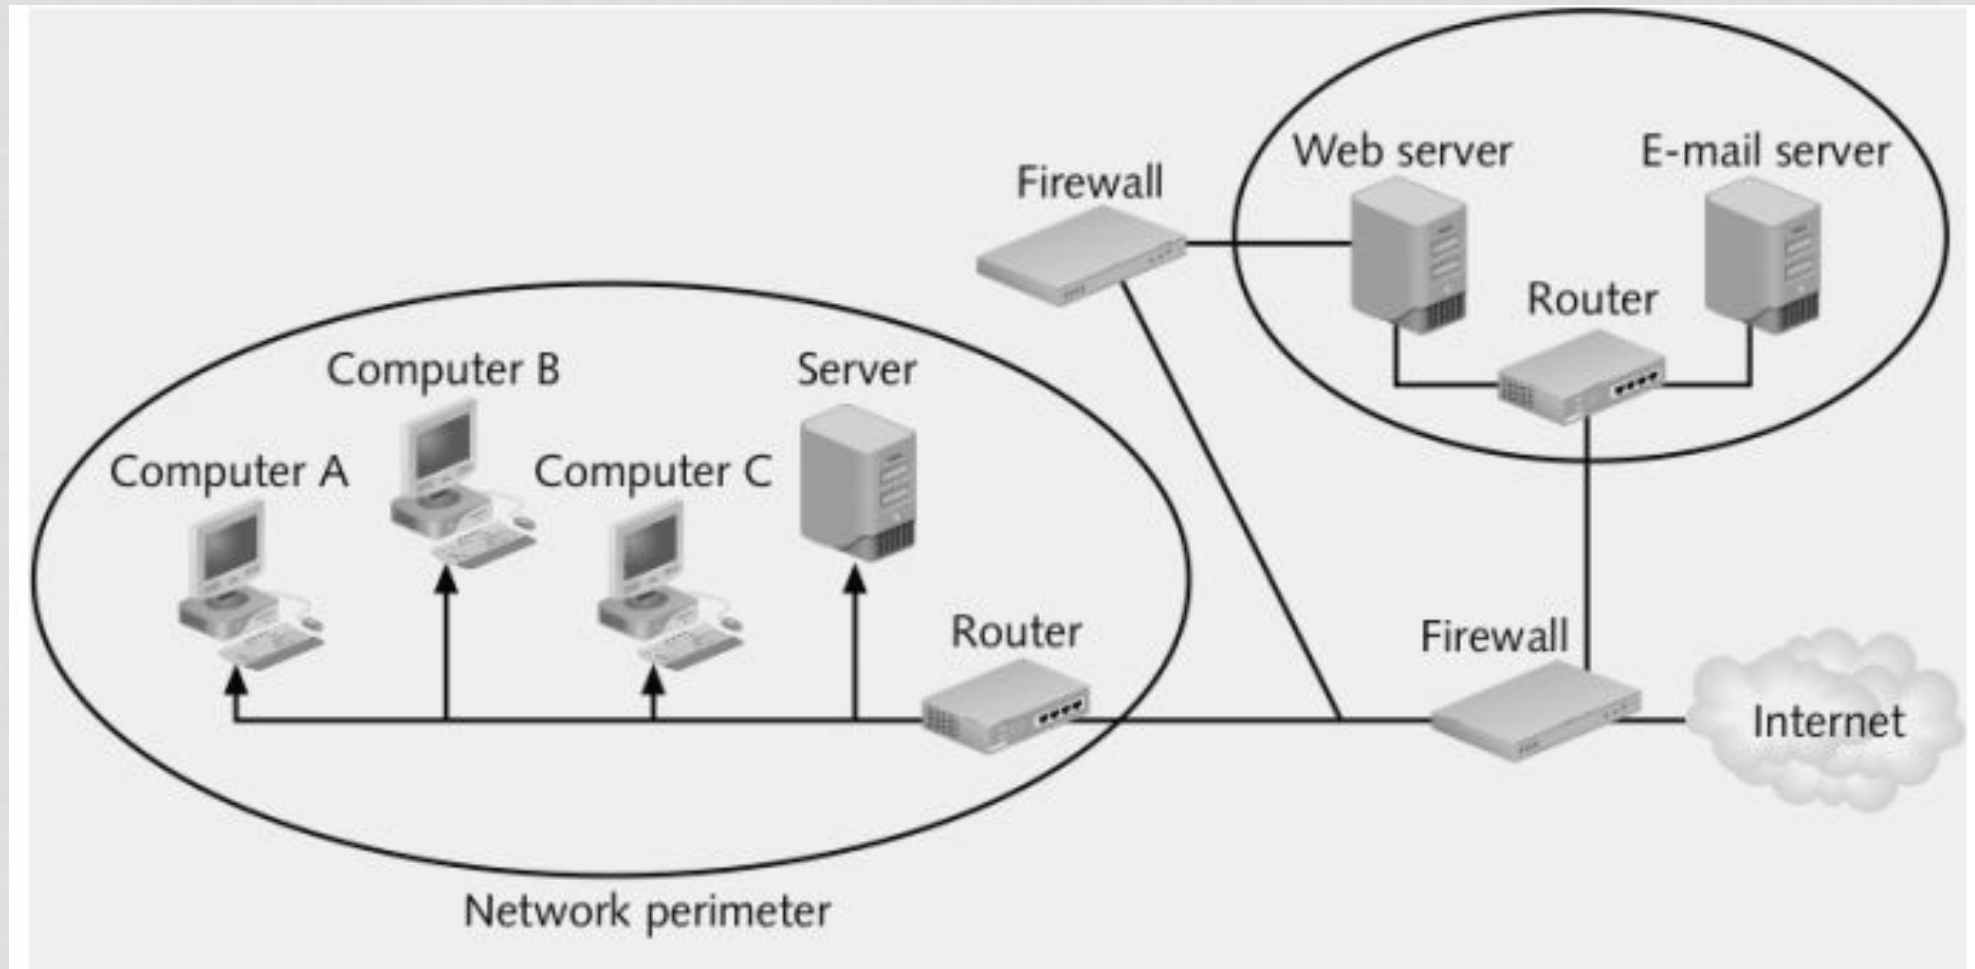 Web server
E-mail server
Firewall
Router
Computer B
Server
Computer A
Computer C
Router
Firewall
Internet
Network perimeter